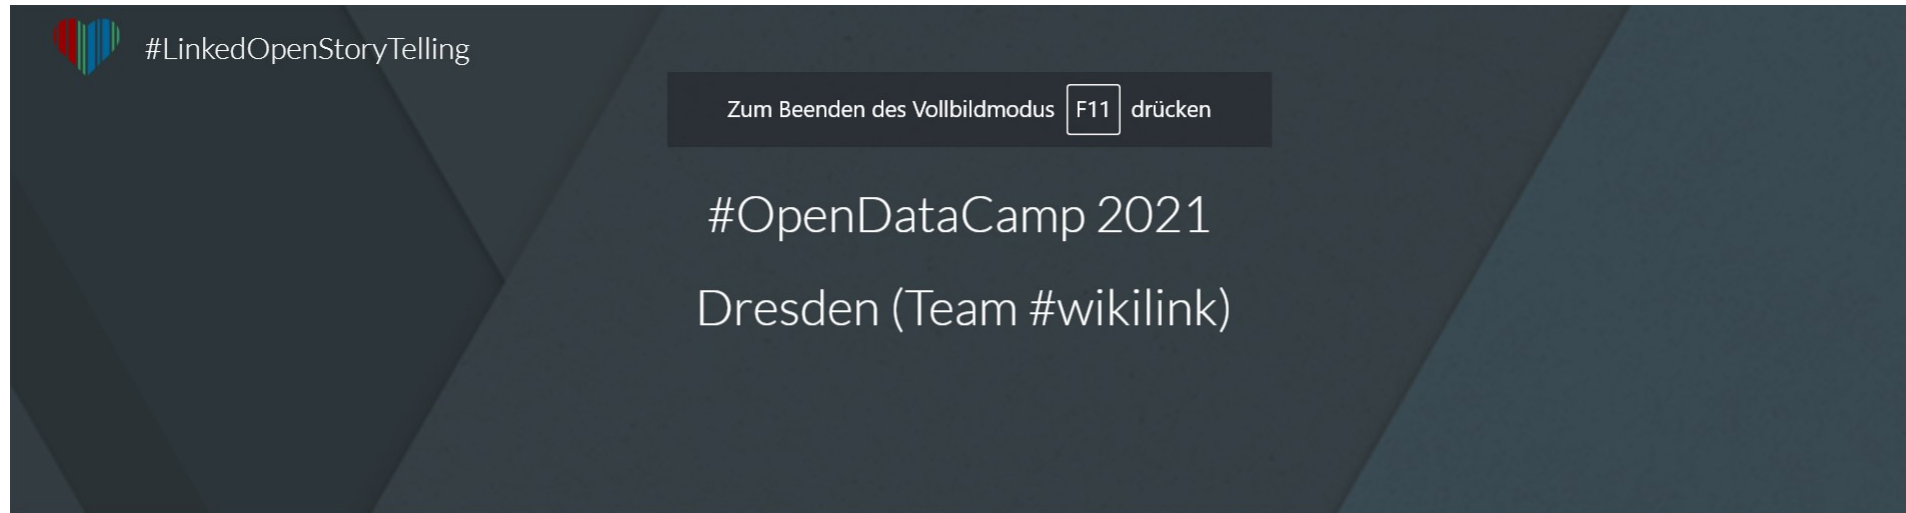 #LinkedOpenStoryTelling
Zum Beenden des Vollbildmodus F11 drücken
#OpenDataCamp 2021
Dresden (Team #wikilink)